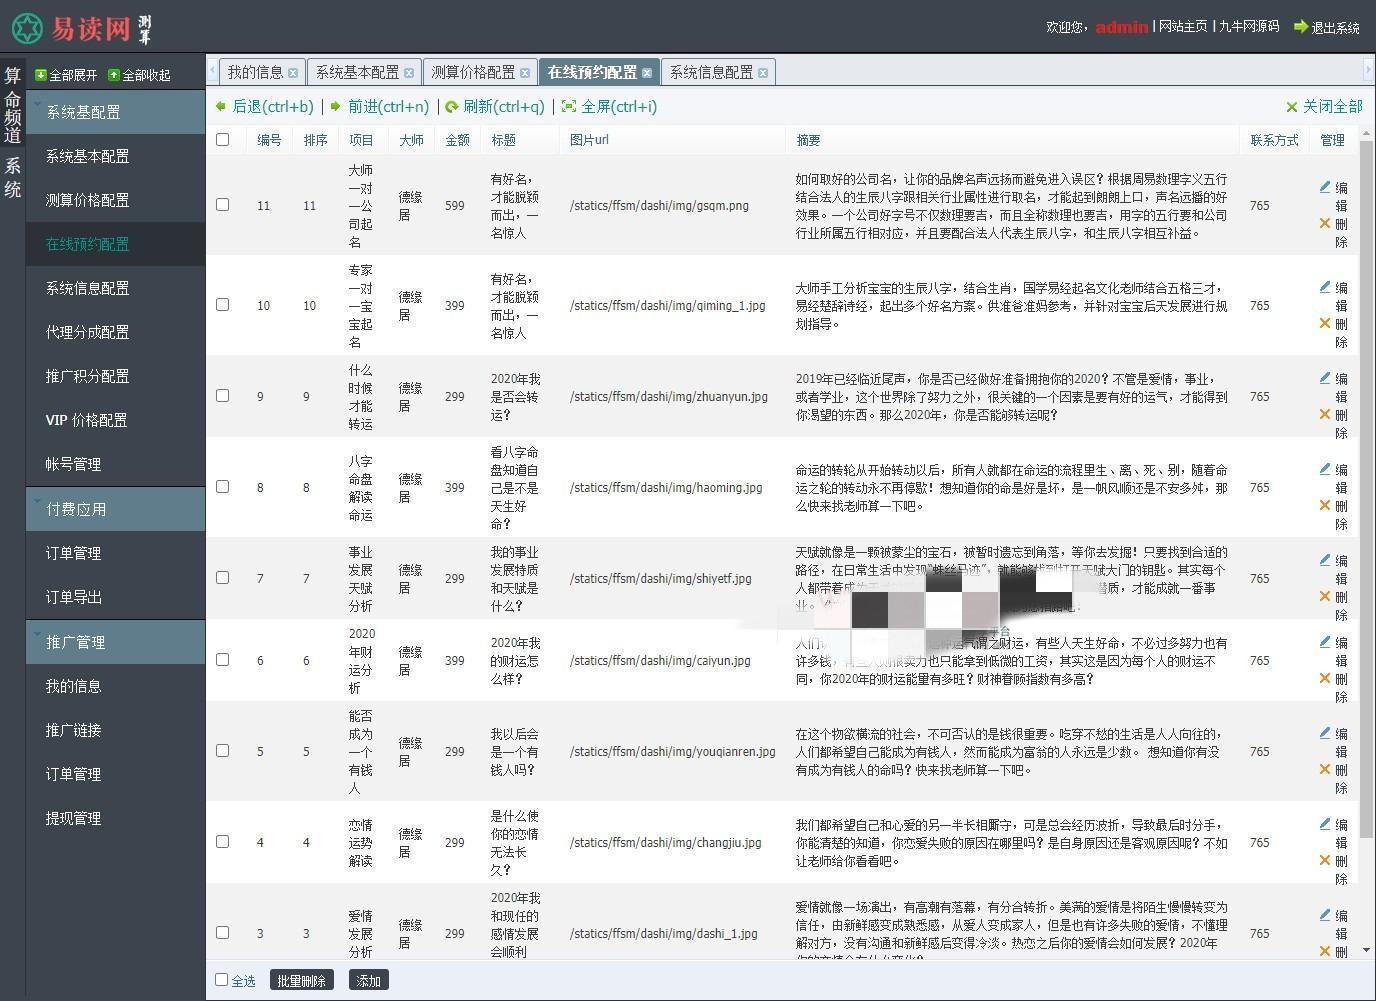 易读网 测算
欢迎您， admin | 网站主页 | 九牛网源码 退出系统
算命频道
系统
全部展开 全部收起
系统基配置
系统基本配置
测算价格配置
在线预约配置
系统信息配置
代理分成配置
推广积分配置
VIP 价格配置
帐号管理
付费应用
订单管理
订单导出
推广管理
我的信息
推广链接
订单管理
提现管理
我的信息 系统基本配置 测算价格配置 在线预约配置 系统信息配置
后退(ctrl+b) | 前进(ctrl+n) | 刷新(ctrl+q) | 全屏(ctrl+i) 关闭全部
编号 排序 项目 大师 金额 标题 图片url 摘要 联系方式 管理
11
11
大师
一对
一公
司起
名
德缘
居
599
有好名，
才能脱颖
而出，一
名惊人
/statics/ffsm/dashi/img/gsqm.png
如何取好的公司名，让你的品牌名声远扬而避免进入误区？根据周易数理字义五行
结合法人的生辰八字跟相关行业属性进行取名，才能起到朗朗上口，声名远播的好
效果。一个公司好字号不仅数理要吉，而且全称数理也要吉，用字的五行要和公司
行业所属五行相对应，并且要配合法人代表生辰八字，和生辰八字相互补益。
765
编
辑
删
除
10
10
专家
一对
一宝
宝起
名
德缘
居
399
有好名，
才能脱颖
而出，一
名惊人
/statics/ffsm/dashi/img/qiming_1.jpg
大师手工分析宝宝的生辰八字，结合生肖，国学易经起名文化老师结合五格三才，
易经楚辞诗经，起出多个好名方案。供准爸准妈参考，并针对宝宝后天发展进行规
划指导。
765
编
辑
删
除
9
9
什么
时候
才能
转运
德缘
居
299
2020年我
是否会转
运？
/statics/ffsm/dashi/img/zhuanyun.jpg
2019年已经临近尾声，你是否已经做好准备拥抱你的2020？不管是爱情，事业，
或者学业，这个世界除了努力之外，很关键的一个因素是要有好的运气，才能得到
你渴望的东西。那么2020年，你是否能够转运呢？
765
编
辑
删
除
8
8
八字
命盘
解读
命运
德缘
居
399
看八字命
盘知道自
己是不是
天生好
命？
/statics/ffsm/dashi/img/haoming.jpg
命运的转轮从开始转动以后，所有人就都在命运的流程里生、离、死、别，随着命
运之轮的转动永不再停歇！想知道你的命是好是坏，是一帆风顺还是不安多舛，那
么快来找老师算一下吧。
765
编
辑
删
除
7
7
事业
发展
天赋
分析
德缘
居
299
我的事业
发展特质
和天赋是
什么？
/statics/ffsm/dashi/img/shiyetf.jpg
天赋就像是一颗被蒙尘的宝石，被暂时遗忘到角落，等你去发掘！只要找到合适的
路径，在日常生活中发现“蛛丝马迹”，就能够找到打开天赋大门的钥匙。其实每个
人都带着成为天 潜质，才能成就一番事
业。
765
编
辑
删
除
6
6
2020
年财
运分
析
德缘
居
399
2020年我
的财运怎
么样？
/statics/ffsm/dashi/img/caiyun.jpg
平台
人们 运气谓之财运，有些人天生好命，不必过多努力也有
许多钱，有些人则很卖力也只能拿到低微的工资，其实这是因为每个人的财运不
同，你2020年的财运能量有多旺？财神眷顾指数有多高？
765
编
辑
删
除
5
5
能否
成为
一个
有钱
人
德缘
居
299
我以后会
是一个有
钱人吗？
/statics/ffsm/dashi/img/youqianren.jpg
在这个物欲横流的社会，不可否认的是钱很重要。吃穿不愁的生活是人人向往的，
人们都希望自己能成为有钱人，然而能成为富翁的人永远是少数。 想知道你有没
有成为有钱人的命吗？快来找老师算一下吧。
765
编
辑
删
除
4
4
恋情
运势
解读
德缘
居
299
是什么使
你的恋情
无法长
久？
/statics/ffsm/dashi/img/changjiu.jpg
我们都希望自己和心爱的另一半长相厮守，可是总会经历波折，导致最后时分手，
你能清楚的知道，你恋爱失败的原因在哪里吗？是自身原因还是客观原因呢？不如
让老师给你看看吧。
765
编
辑
删
除
3
3
爱情
发展
分析
德缘
居
299
2020年我
和现任的
感情发展
会顺利
/statics/ffsm/dashi/img/dashi_1.jpg
爱情就像一场演出，有高潮有落幕，有分合转折。美满的爱情是将陌生慢慢转变为
信任，由新鲜感变成熟悉感，从爱人变成家人，但是也有许多失败的爱情，不懂理
解对方，没有沟通和新鲜感后变得冷淡。热恋之后你的爱情会如何发展？2020年
765
编
辑
删
全选 批量删除 添加